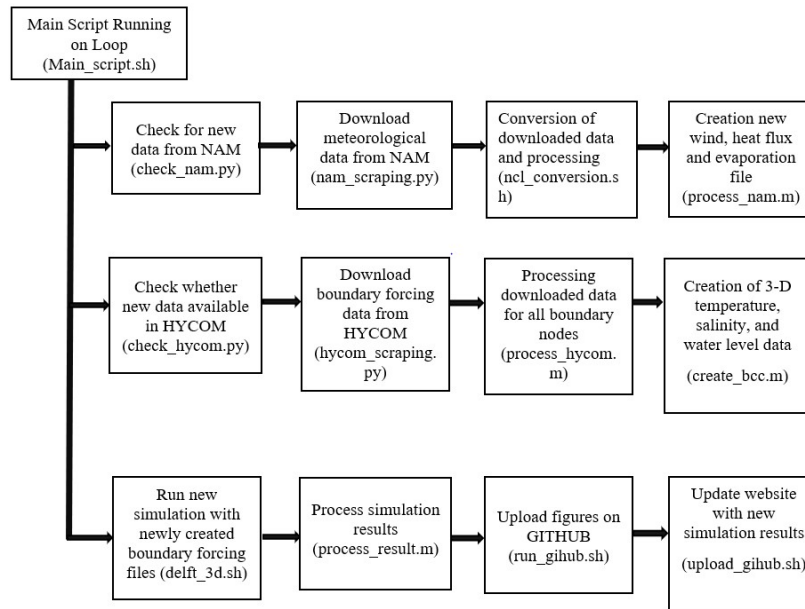 Main Script Running
on Loop
(Main_script.sh)
Check for new
data from NAM
(check_nam.py)
Download
meteorological
data from NAM
(nam_scraping.py)
Conversion of
downloaded data
and processing
(ncl_conversion.s
h)
Creation new
wind, heat flux
and evaporation
file
(process_nam.m)
Check whether
new data available
in HYCOM
(check_hycom.py)
Download
boundary forcing
data from
HYCOM
(hycom_scraping.
py)
Processing
downloaded data
for all boundary
nodes
(process_hycom.
m)
Creation of 3-D
temperature,
salinity, and
water level data
(create_bcc.m)
Run new
simulation with
newly created
boundary forcing
files (delft_3d.sh)
Process simulation
results
(process_result.m)
Upload figures on
GITHUB
(run_gihub.sh)
Update website
with new
simulation results
(upload_gihub.sh)